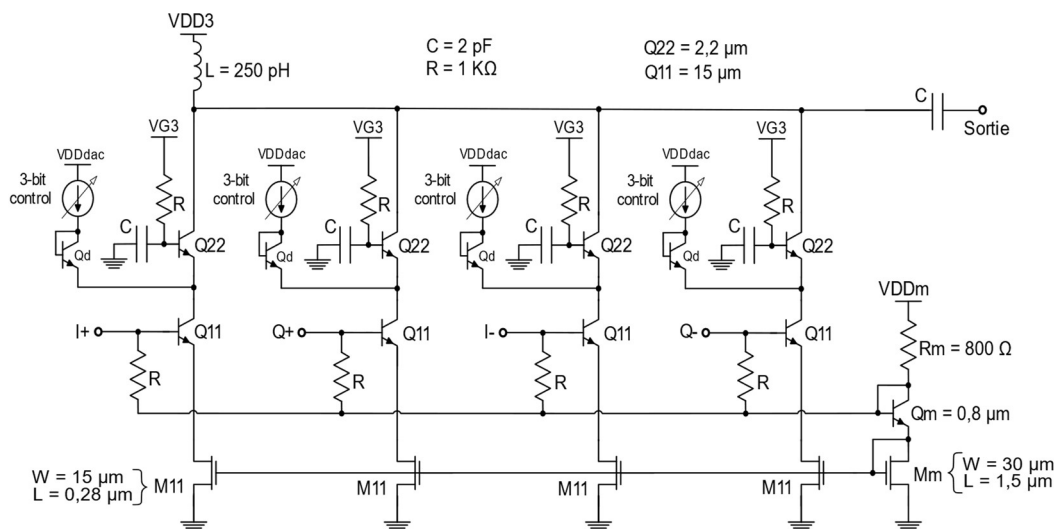 VDD3
L = 250 pH
C = 2 pF
R = 1 KΩ
Q22 = 2,2 µm
Q11 = 15 µm
C
Sortie
VG3
VG3
VG3
VG3
VDDdac
VDDdac
VDDdac
VDDdac
3-bit
control
R
3-bit
control
R
3-bit
control
R
3-bit
control
R
C
Qd
Q22
C
Qd
Q22
C
Qd
Q22
C
Qd
Q22
VDDm
I+
Q11
Q+
Q11
I-
Q11
Q-
Q11
Rm = 800 Ω
R
R
R
R
Qm = 0,8 µm
W = 15 µm
L = 0,28 µm
M11
M11
M11
M11
Mm
W = 30 µm
L = 1,5 µm